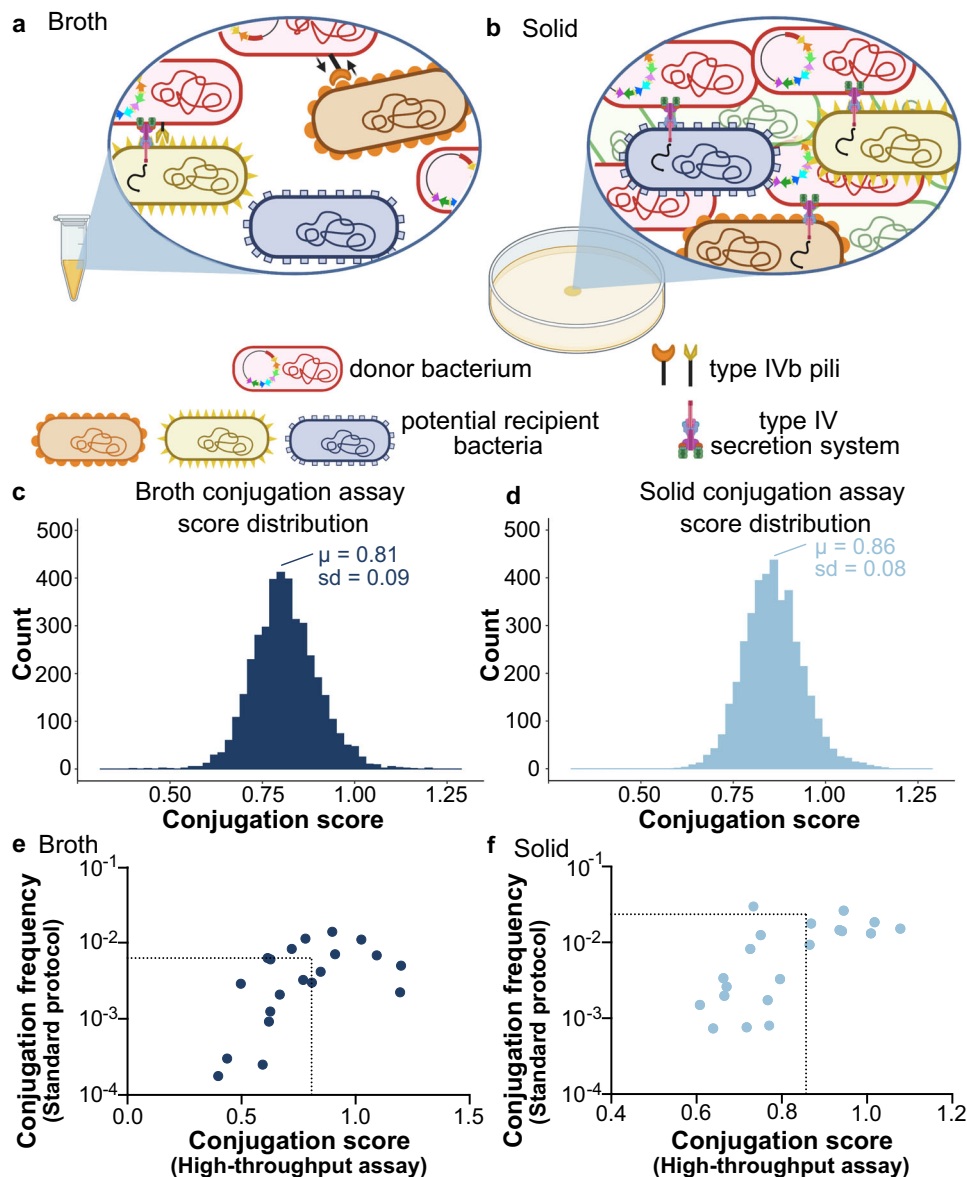 a Broth
b Solid
donor bacterium
type IVb pili
potential recipient
bacteria
type IV
secretion system
c Broth conjugation assay
score distribution
500
400
300
200
100
0
Count
μ = 0.81
sd = 0.09
0.50 0.75 1.00 1.25
Conjugation score
d Solid conjugation assay
score distribution
500
400
300
200
100
0
Count
μ = 0.86
sd = 0.08
0.50 0.75 1.00 1.25
Conjugation score
e Broth
10-1
10-2
10-3
10-4
Conjugation frequency
(Standard protocol)
0.0 0.5 1.0 1.5
Conjugation score
(High-throughput assay)
f Solid
10-1
10-2
10-3
10-4
Conjugation frequency
(Standard protocol)
0.4 0.6 0.8 1.0 1.2
Conjugation score
(High-throughput assay)